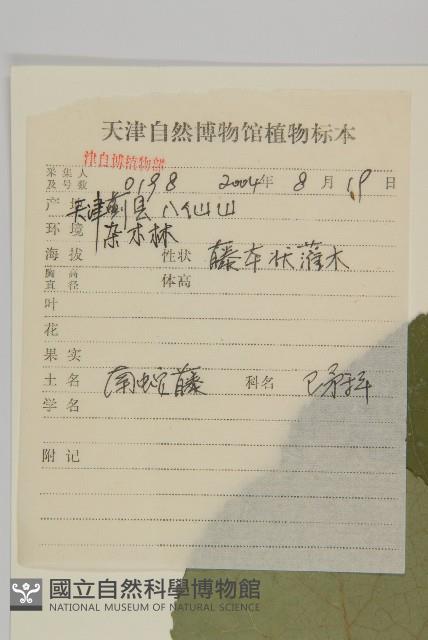 天津自然博物馆植物标本
津自博植物部
采集人及号数 0198 2004年 8月 19日
产地 天津蓟县八仙山
环境 杂木林
海拔 性状 藤本状灌木
胸高直径 体高
叶
花
果实
土名 南蛇藤 科名 卫矛科
学名
附记
國立自然科學博物館
NATIONAL MUSEUM OF NATURAL SCIENCE